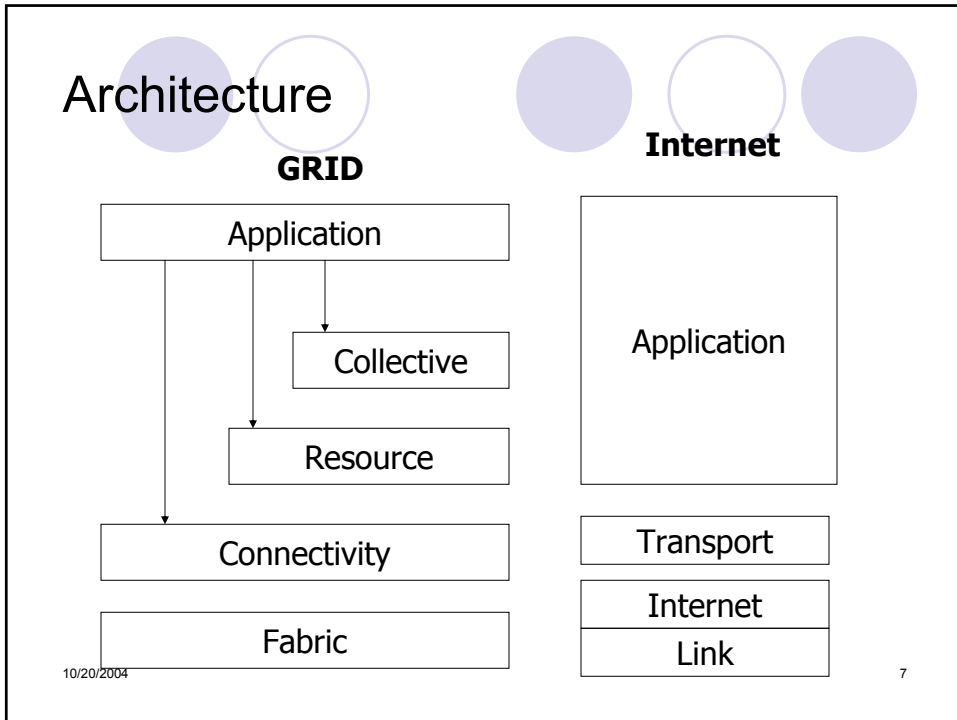 Architecture
GRID
Internet
Application
Collective
Resource
Connectivity
Fabric
Application
Transport
Internet
Link
10/20/2004
7